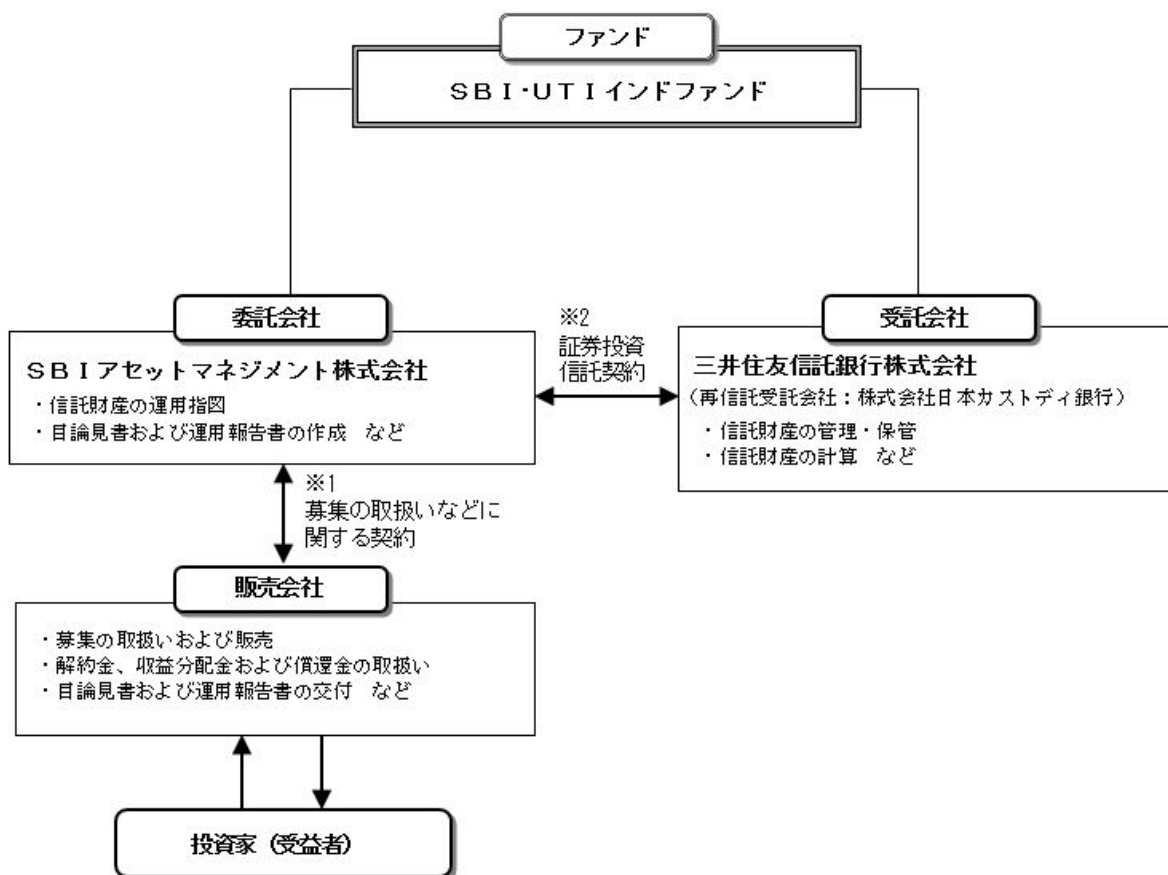 ファンド
ＳＢＩ・ＵＴＩインドファンド
委託会社
ＳＢＩアセットマネジメント株式会社
・信託財産の運用指図
・目論見書および運用報告書の作成　など
※2
証券投資
信託契約
受託会社
三井住友信託銀行株式会社
（再信託受託会社：株式会社日本カストディ銀行）
・信託財産の管理・保管
・信託財産の計算　など
※1
募集の取扱いなどに
関する契約
販売会社
・募集の取扱いおよび販売
・解約金、収益分配金および償還金の取扱い
・目論見書および運用報告書の交付　など
投資家（受益者）